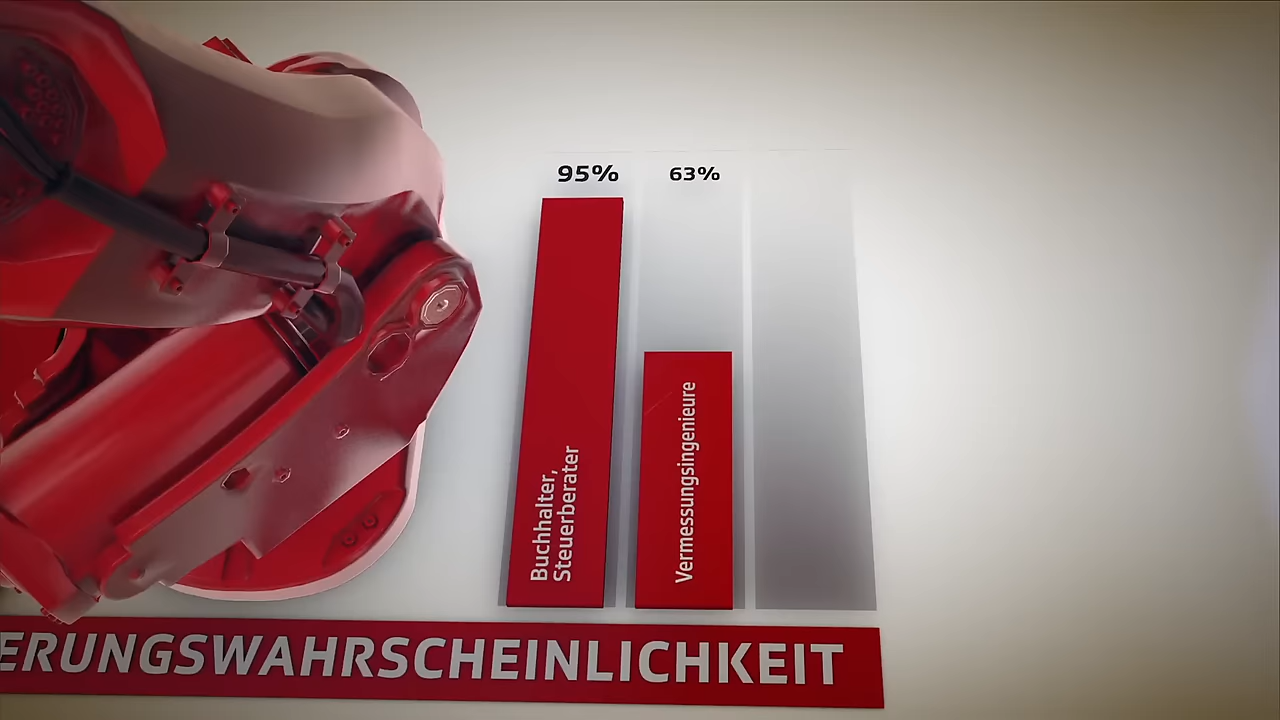 95%
63%
Buchhalter,
Steuerberater
Vermessungsingenieure
ERUNGSWAHRSCHEINLICHKEIT